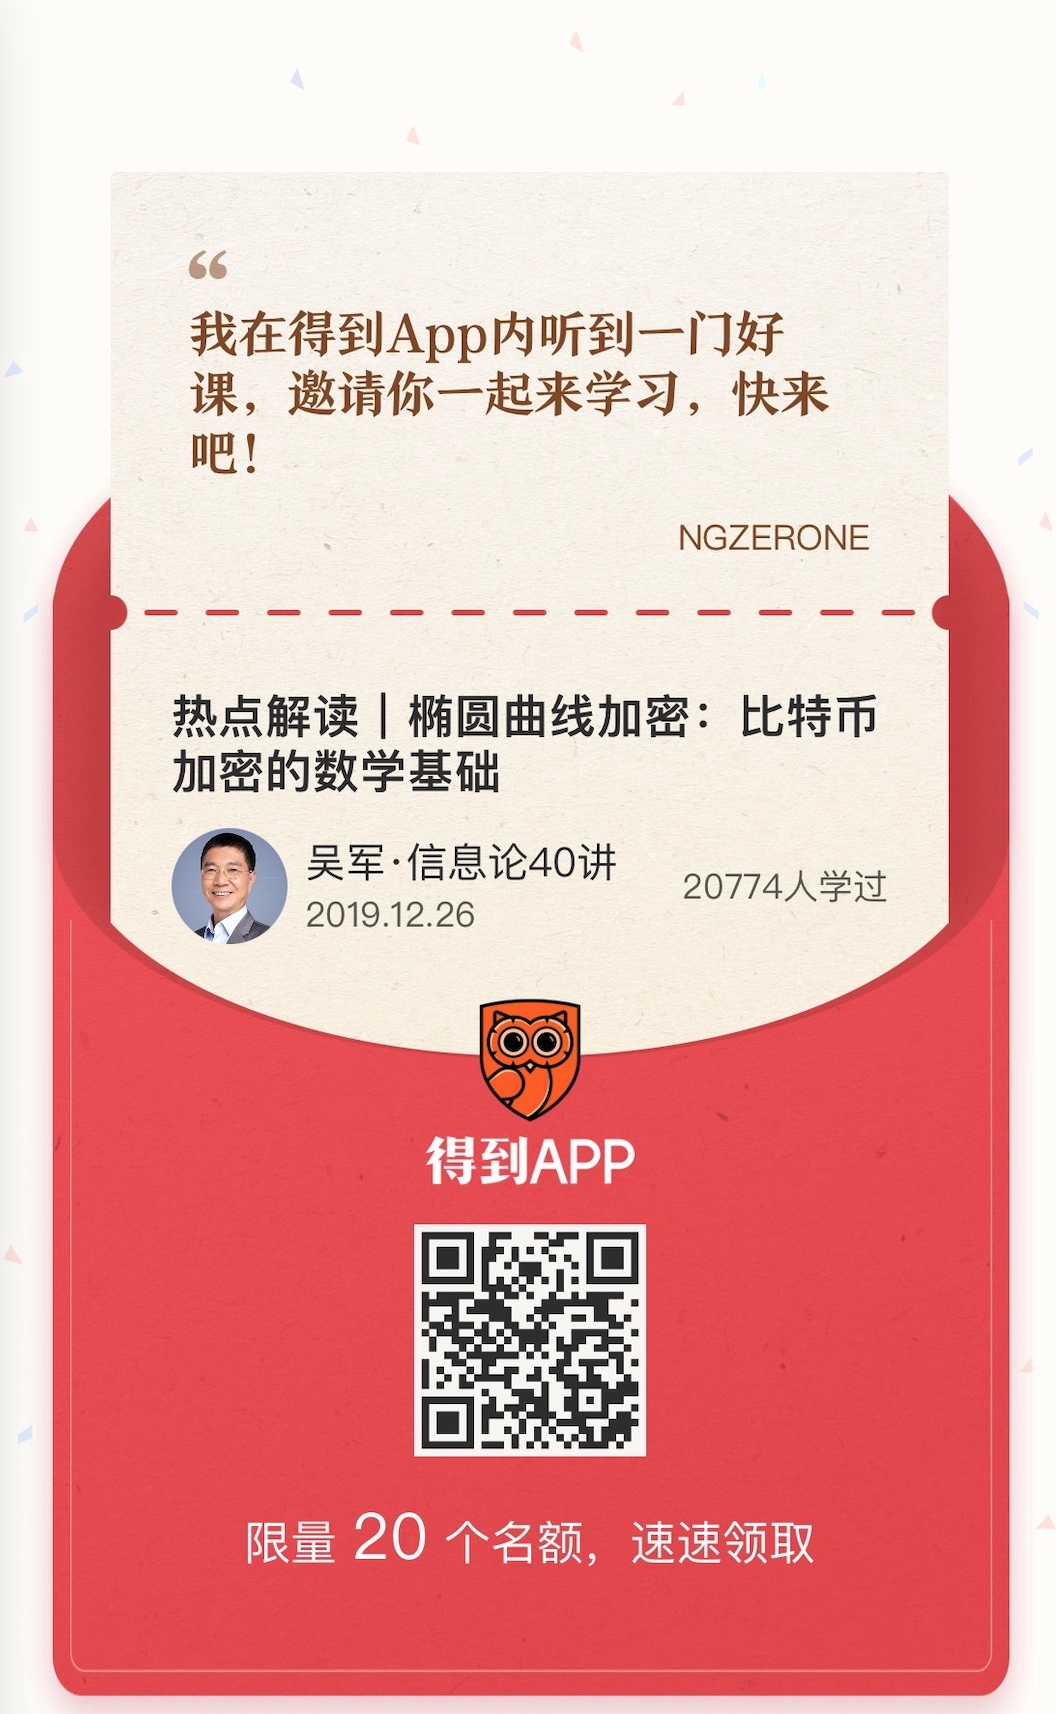 “
我在得到App内听到一门好
课，邀请你一起来学习，快来
吧！
NGZERONE
热点解读｜椭圆曲线加密：比特币
加密的数学基础
吴军·信息论40讲
2019.12.26
20774人学过
得到APP
限量 20 个名额，速速领取